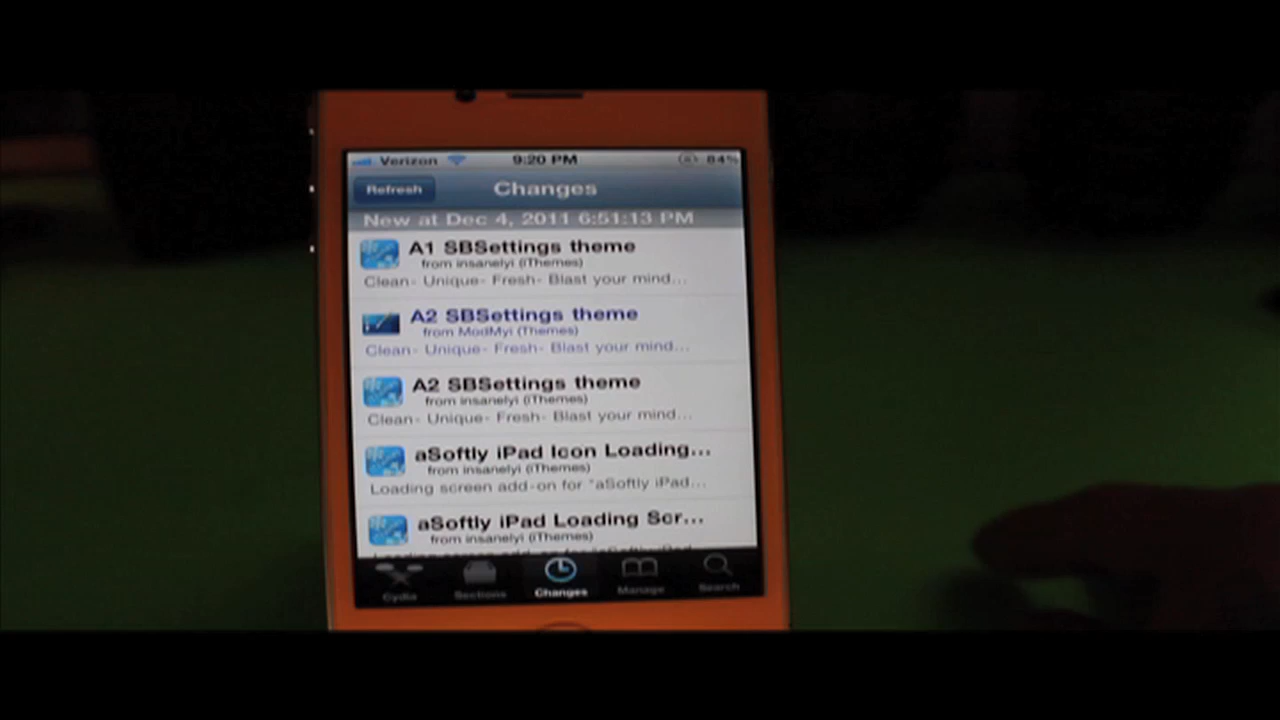 Verizon 9:20 PM 84%
Refresh Changes
New at Dec 4, 2011 6:51:13 PM
A1 SBSettings theme
from insanelyi (iThemes)
Clean- Unique- Fresh- Blast your mind...
A2 SBSettings theme
from ModMyi (Themes)
Clean- Unique- Fresh- Blast your mind...
A2 SBSettings theme
from insanelyi (iThemes)
Clean- Unique- Fresh- Blast your mind...
aSoftly iPad Icon Loading...
from insanelyi (iThemes)
Loading screen add-on for "aSoftly iPad...
aSoftly iPad Loading Scr...
from insanelyi (iThemes)
Cydia Sections Changes Manage Search